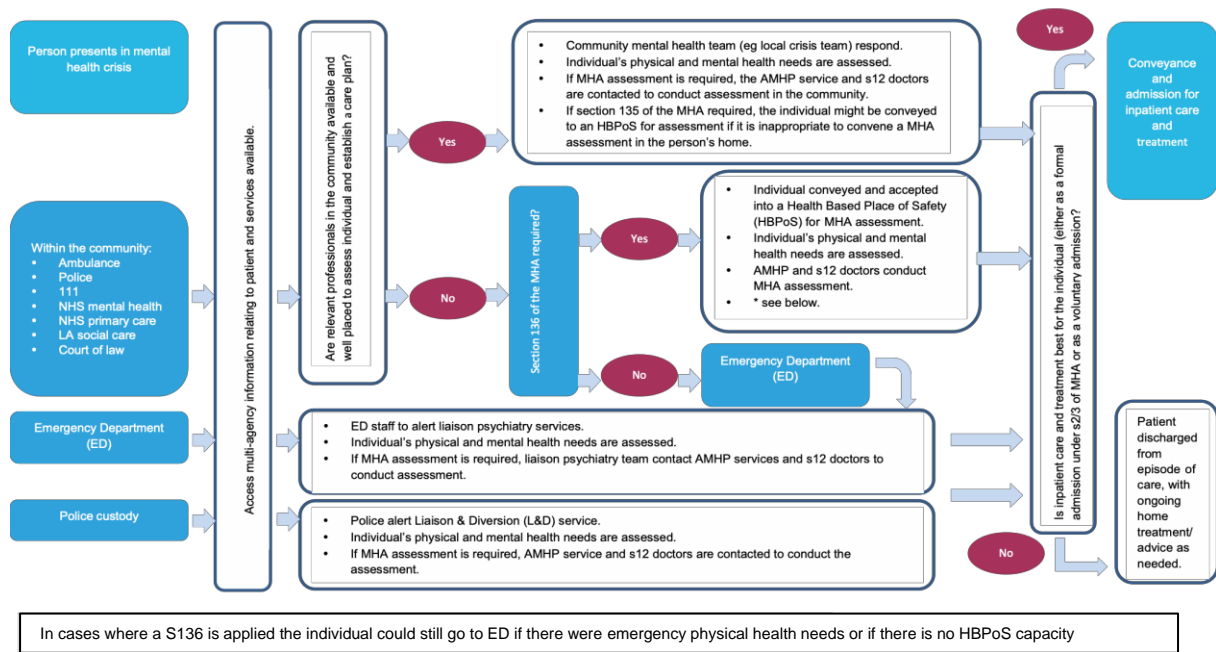 Person presents in mental
health crisis
Within the community:
• Ambulance
• Police
• 111
• NHS mental health
• NHS primary care
• LA social care
• Court of law
Emergency Department
(ED)
Police custody
Access multi-agency information relating to patient and services available.
Are relevant professionals in the community available and
well placed to assess individual and establish a care plan?
Yes
No
• Community mental health team (eg local crisis team) respond.
• Individual's physical and mental health needs are assessed.
• If MHA assessment is required, the AMHP service and s12 doctors
are contacted to conduct assessment in the community.
• If section 135 of the MHA required, the individual might be conveyed
to an HBPoS for assessment if it is inappropriate to convene a MHA
assessment in the person's home.
Section 136 of the MHA required?
Yes
No
• Individual conveyed and accepted
into a Health Based Place of Safety
(HBPoS) for MHA assessment.
• Individual's physical and mental
health needs are assessed.
• AMHP and s12 doctors conduct
MHA assessment.
• * see below.
Emergency Department
(ED)
• ED staff to alert liaison psychiatry services.
• Individual's physical and mental health needs are assessed.
• If MHA assessment is required, liaison psychiatry team contact AMHP services and s12 doctors to
conduct assessment.
• Police alert Liaison & Diversion (L&D) service.
• Individual's physical and mental health needs are assessed.
• If MHA assessment is required, AMHP service and s12 doctors are contacted to conduct the
assessment.
Is inpatient care and treatment best for the individual (either as a formal
admission under s2/3 of MHA or as a voluntary admission?
Yes
Conveyance
and
admission for
inpatient care
and
treatment
No
Patient
discharged
from
episode of
care, with
ongoing
home
treatment/
advice as
needed.
In cases where a S136 is applied the individual could still go to ED if there were emergency physical health needs or if there is no HBPoS capacity